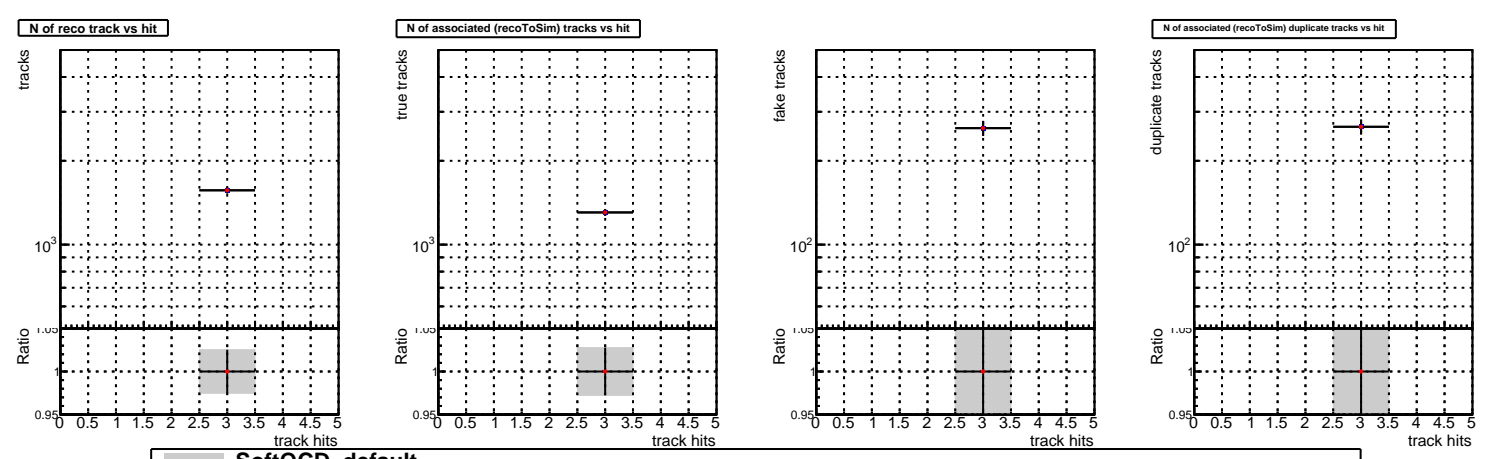 N of reco track vs hit
N of associated (recoToSim) tracks vs hit
N of associated (recoToSim) duplicate tracks vs hit
tracks
10^3
Ratio
1.05
1
0.95
0 0.5 1 1.5 2 2.5 3 3.5 4 4.5 5
track hits
true tracks
10^3
Ratio
1.05
1
0.95
0 0.5 1 1.5 2 2.5 3 3.5 4 4.5 5
track hits
fake tracks
10^2
Ratio
1.05
1
0.95
0 0.5 1 1.5 2 2.5 3 3.5 4 4.5 5
track hits
duplicate tracks
10^2
Ratio
1.05
1
0.95
0 0.5 1 1.5 2 2.5 3 3.5 4 4.5 5
track hits
SoftQCD_default